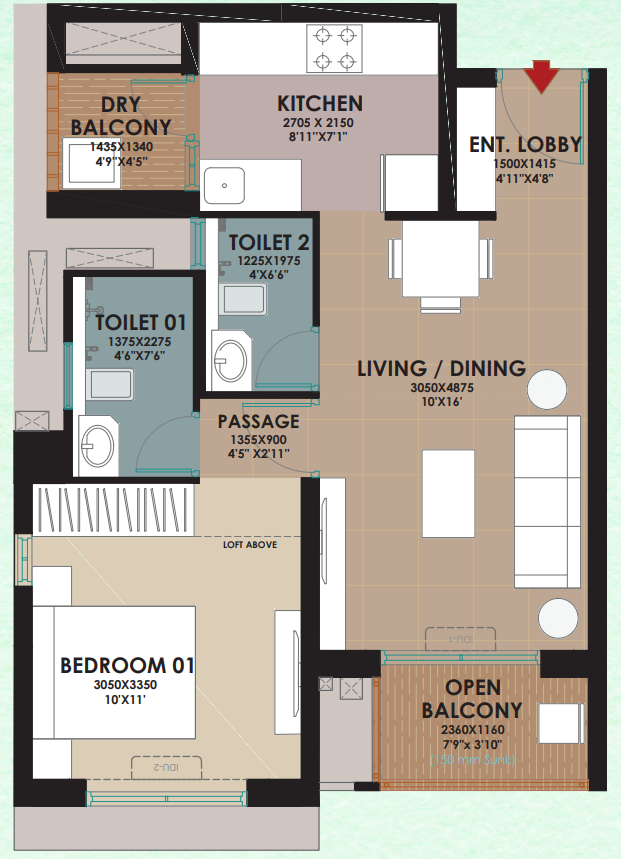 DRY
BALCONY
1435X1340
4'9"X4'5"
KITCHEN
2705 X 2150
8'11"X7'1"
ENT. LOBBY
1500X1415
4'11"X4'8"
TOILET 2
1225X1975
4'X6'6"
TOILET 01
1375X2275
4'6"X7'6"
LIVING / DINING
3050X4875
10'X16'
PASSAGE
1355X900
4'5" X2'11"
LOFT ABOVE
IDU-1
BEDROOM 01
3050X3350
10'X11'
OPEN
BALCONY
2360X1160
7'9"x 3'10"
(150 mm Sunk.)
IDU-2